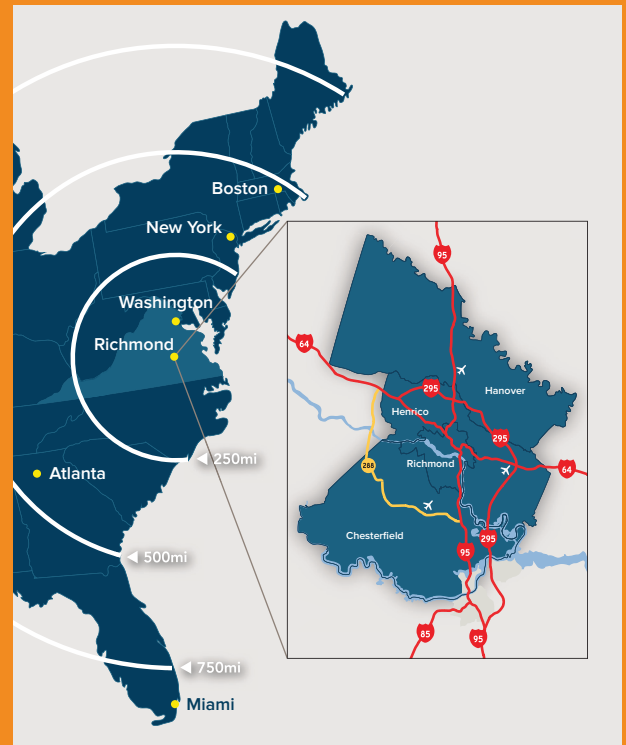 Boston
New York
Washington
Richmond
Atlanta
250mi
500mi
750mi
Miami
95
64
295
Hanover
Henrico
295
Richmond
64
288
Chesterfield
295
95
85
95